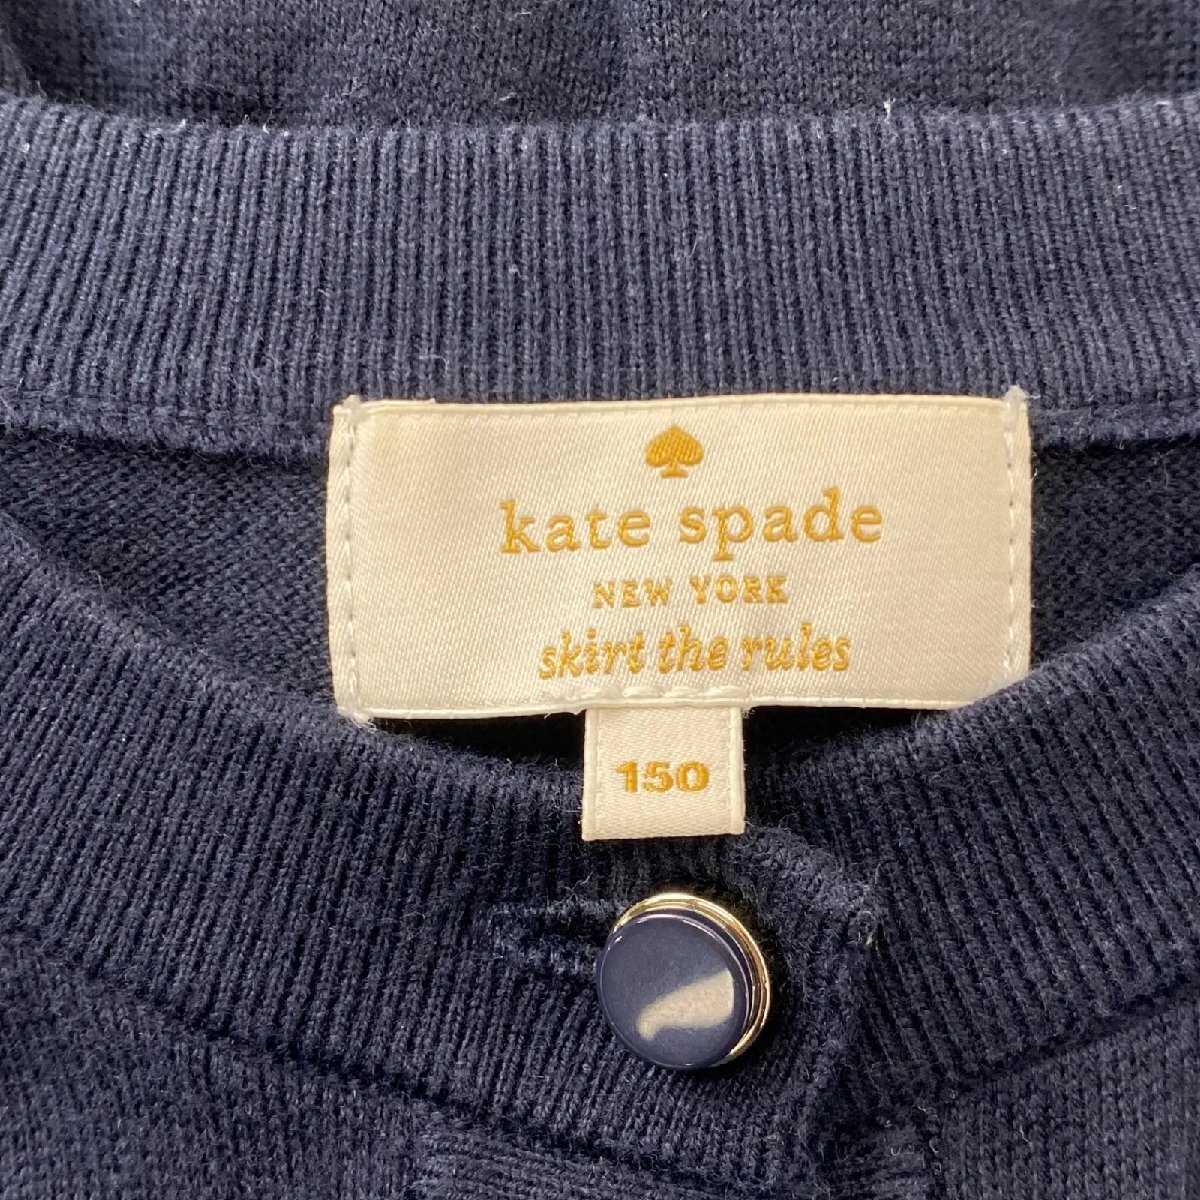 kate spade
NEW YORK
skirt the rules
150